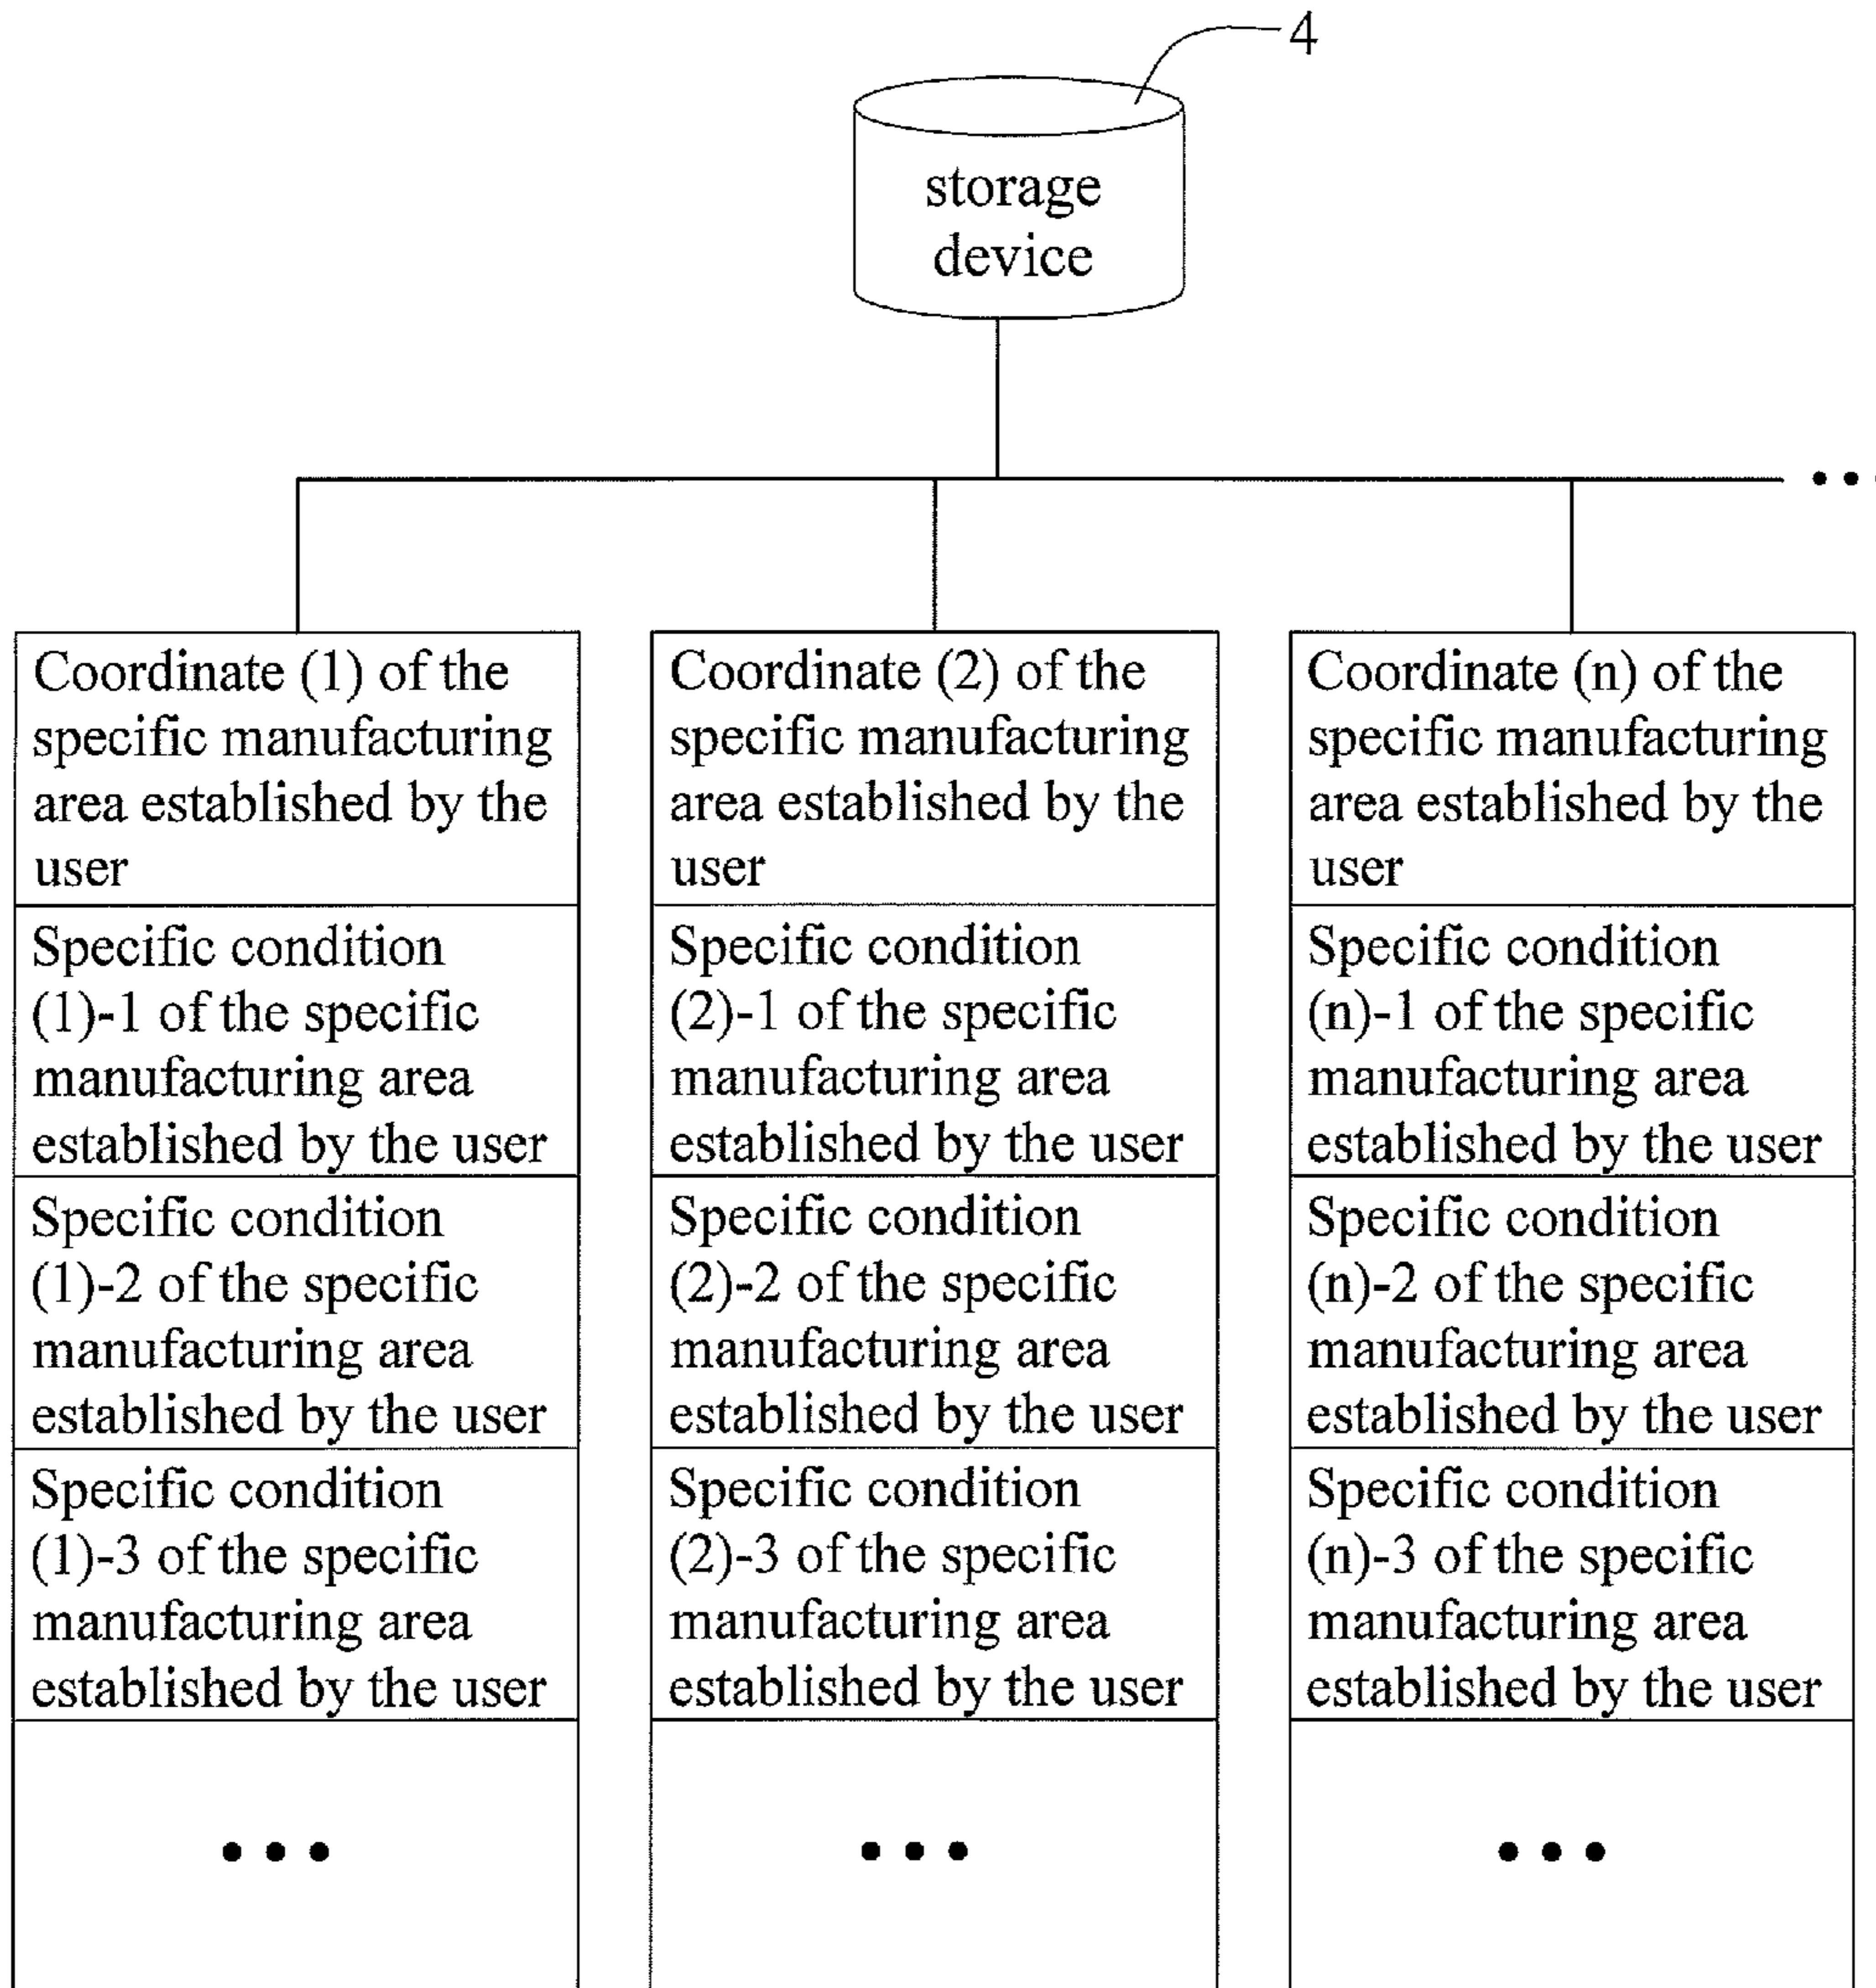 4
storage
device
...
Coordinate (1) of the
specific manufacturing
area established by the
user
Specific condition
(1)-1 of the specific
manufacturing area
established by the user
Specific condition
(1)-2 of the specific
manufacturing area
established by the user
Specific condition
(1)-3 of the specific
manufacturing area
established by the user
...
Coordinate (2) of the
specific manufacturing
area established by the
user
Specific condition
(2)-1 of the specific
manufacturing area
established by the user
Specific condition
(2)-2 of the specific
manufacturing area
established by the user
Specific condition
(2)-3 of the specific
manufacturing area
established by the user
...
Coordinate (n) of the
specific manufacturing
area established by the
user
Specific condition
(n)-1 of the specific
manufacturing area
established by the user
Specific condition
(n)-2 of the specific
manufacturing area
established by the user
Specific condition
(n)-3 of the specific
manufacturing area
established by the user
...